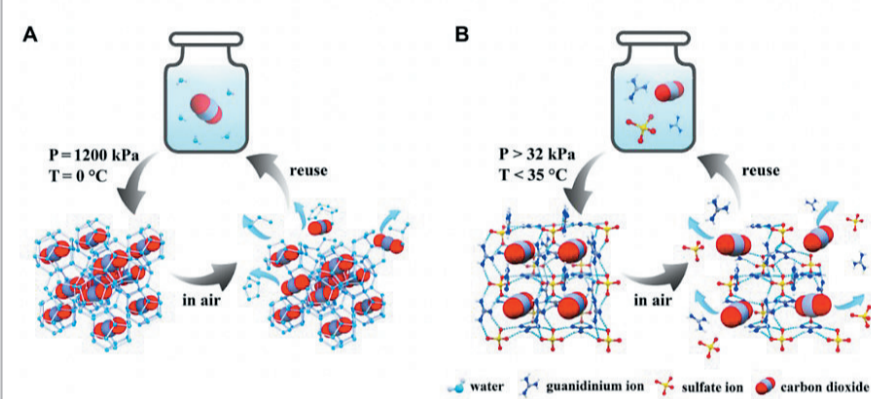 A
P = 1200 kPa
T = 0 °C
reuse
in air
B
P > 32 kPa
T < 35 °C
reuse
in air
water guanidinium ion sulfate ion carbon dioxide